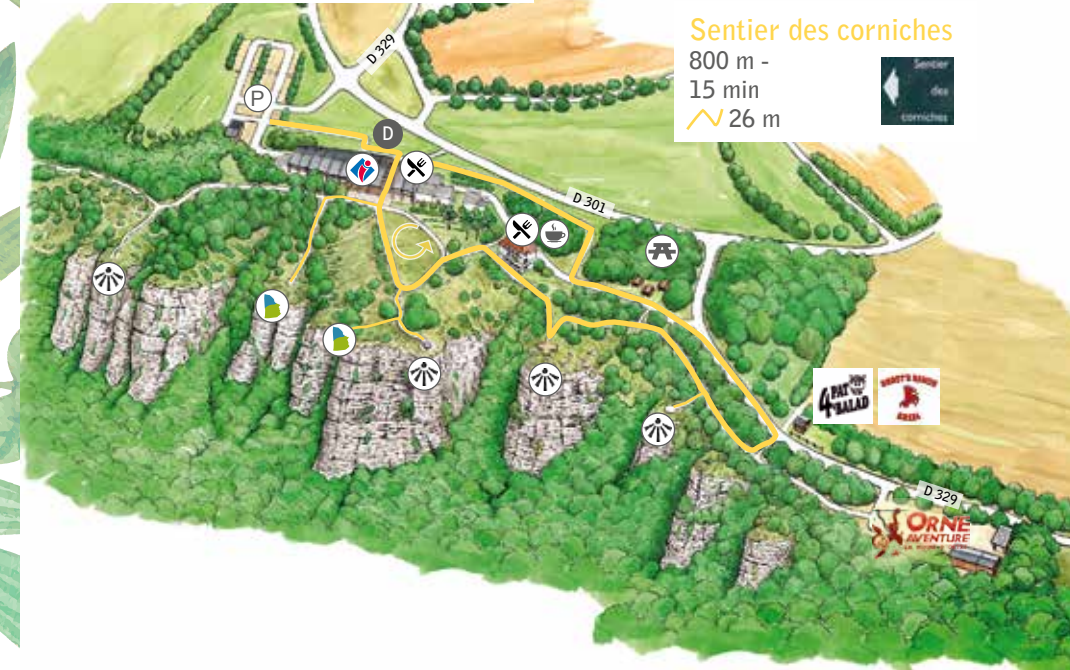 Sentier des corniches
800 m -
15 min
26 m
Sentier
des
corniches
D 329
P
D
D 301
4 PAT'
BALAD
D 329
ORNE
AVENTURE